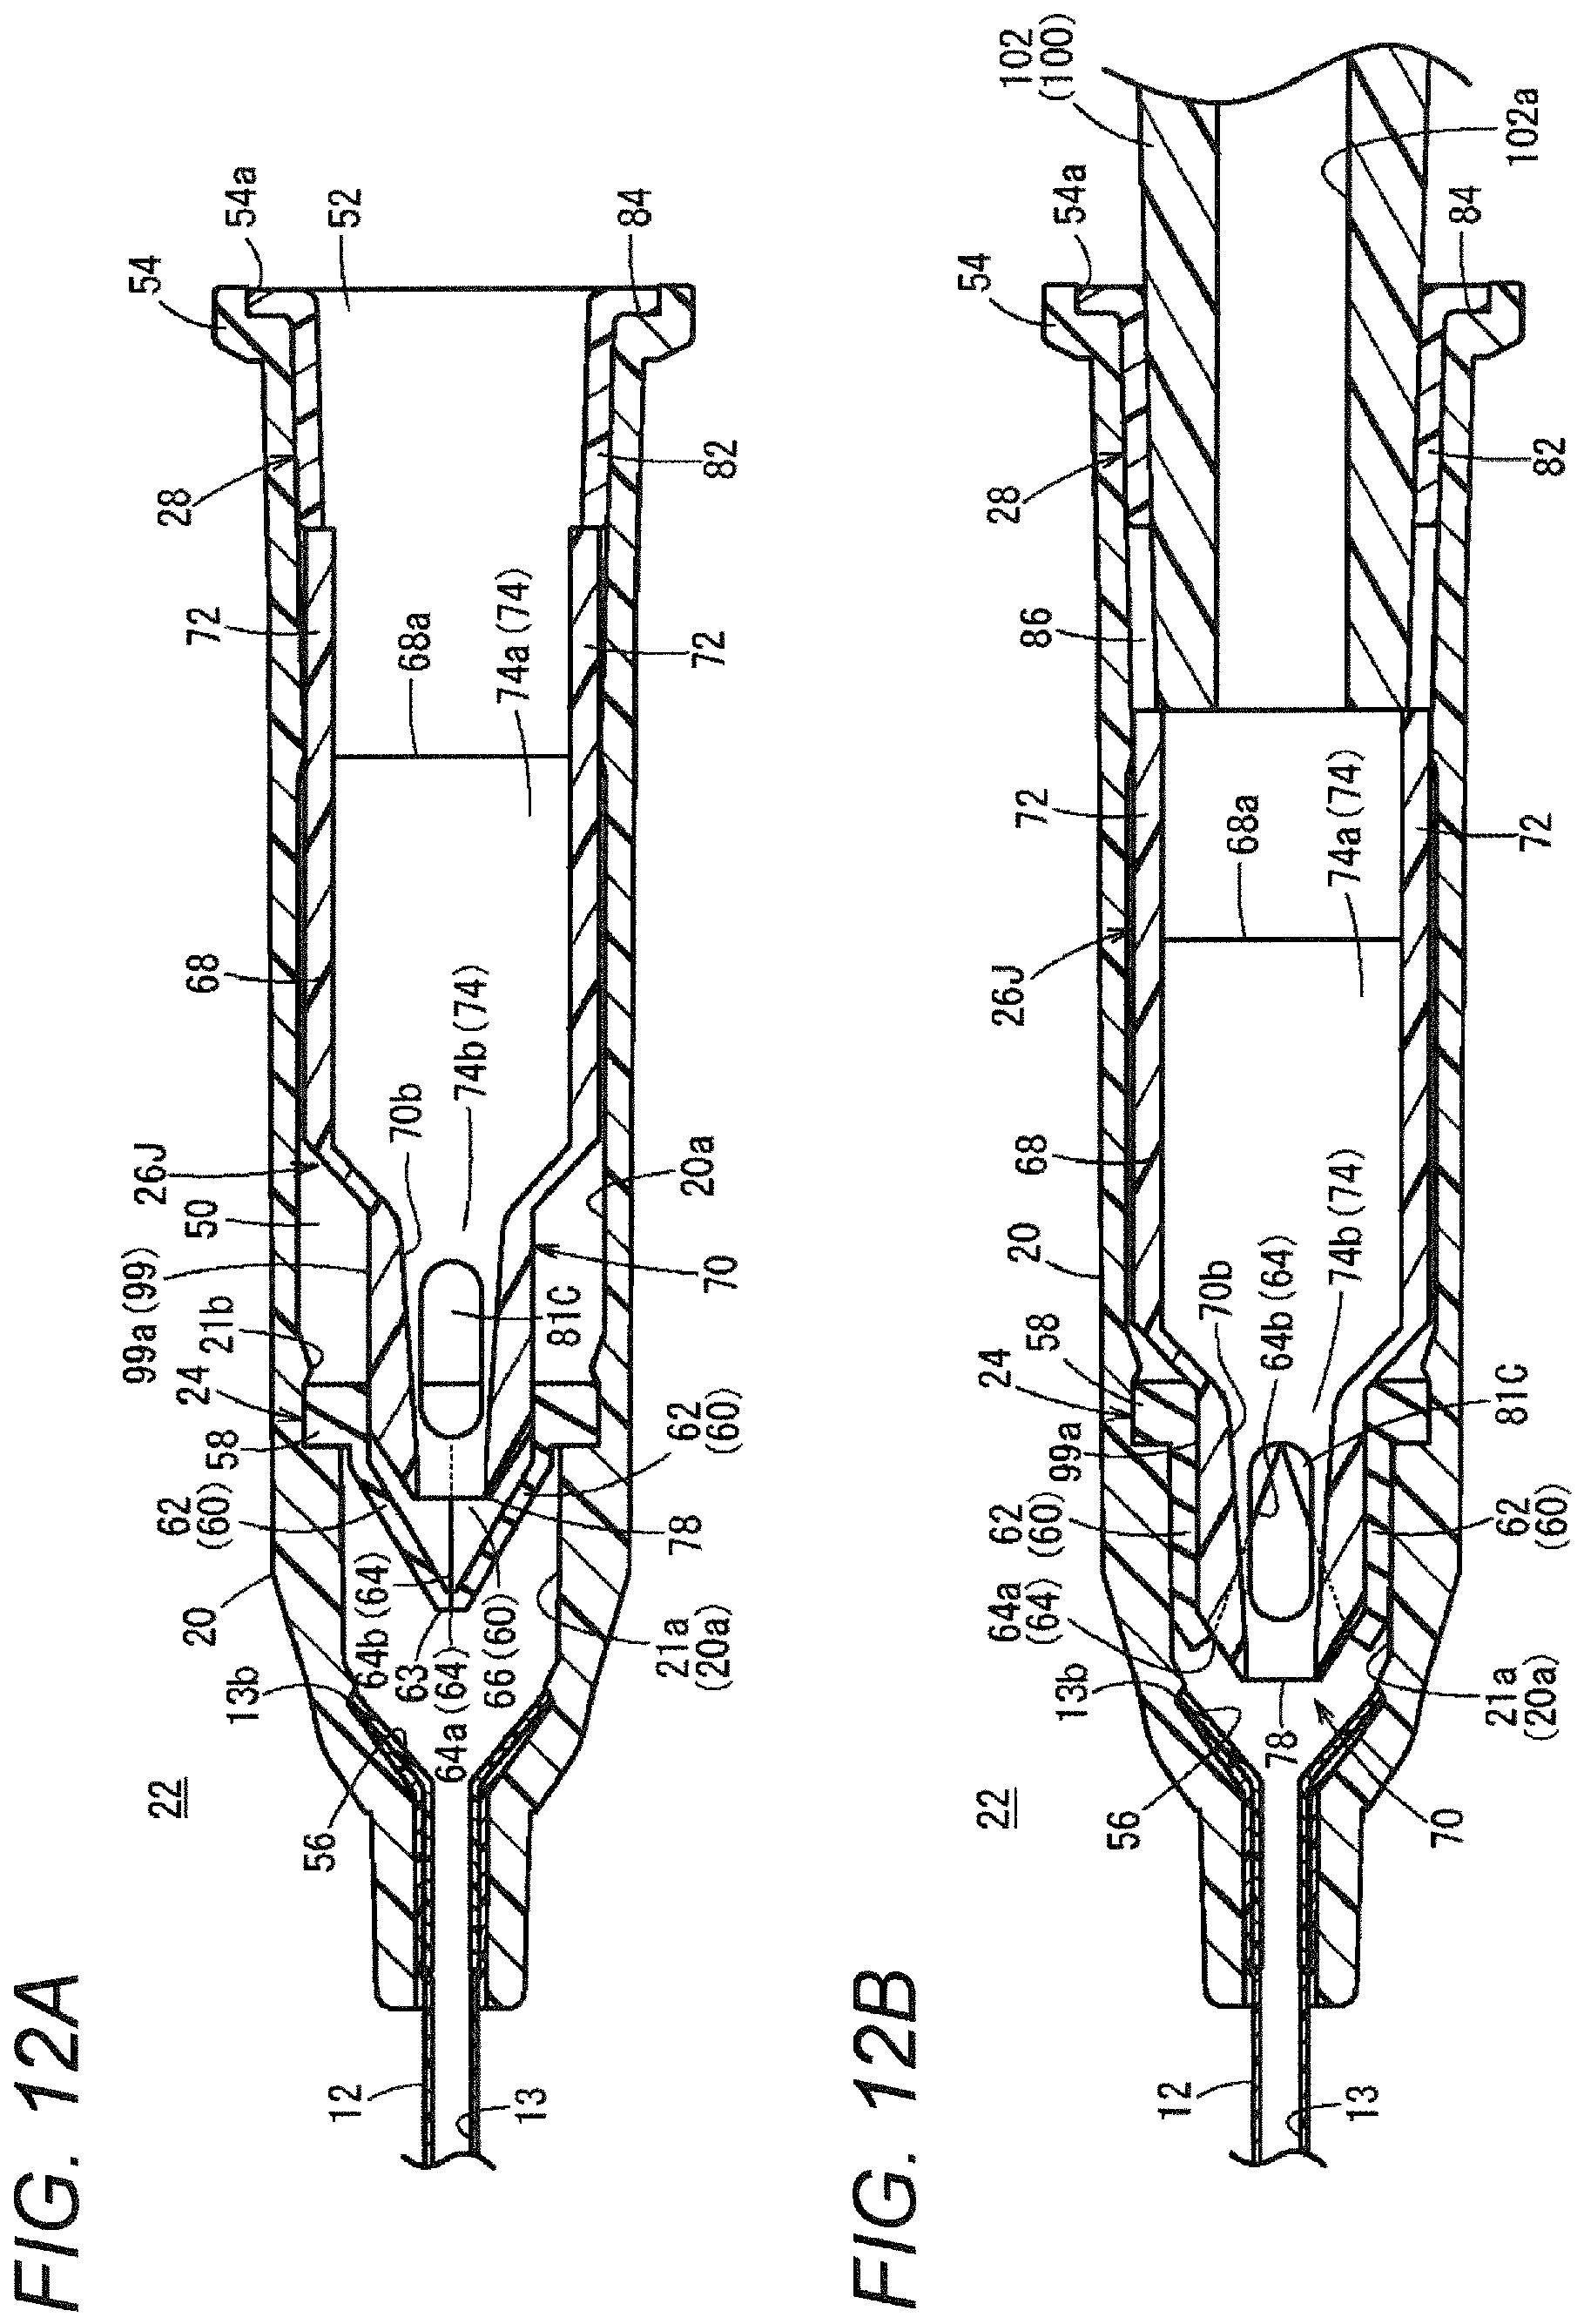 FIG. 12A
22
54
54a
52
84
28
82
72
68a
74a(74)
72
68
74b(74)
70b
26J
50
20a
99a(99)
21b
24
58
81C
70
62
(60)
62
(60)
78
20
64b(64)
63
64a(64)
66(60)
21a
(20a)
13b
56
12
13
FIG. 12B
22
102
(100)
102a
54
54a
84
28
82
86
72
68a
74a(74)
72
26J
68
20
70b
64b(64)
74b(74)
58
24
99a
81C
62
(60)
62
(60)
64a
(64)
13b
78
21a
(20a)
56
70
12
13